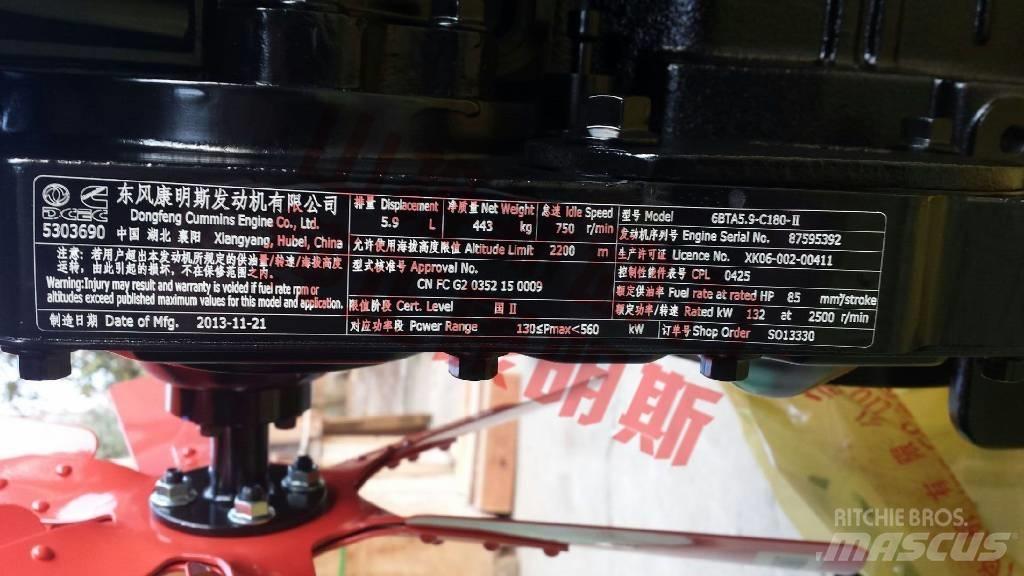 DCEC
5303690
东风康明斯发动机有限公司
Dongfeng Cummins Engine Co., Ltd.
中国 湖北 襄阳 Xiangyang, Hubei, China
注意：若用户超出本发动机所规定的供油量/转速/海拔高度
运转，由此引起的损坏，不在保修范围之内。
Warning:Injury may result and warranty is voided if fuel rate rpm or
altitudes exceed published maximum values for this model and application.
制造日期 Date of Mfg. 2013-11-21
排量 Displacement 5.9 L
净质量 Net Weight 443 kg
怠速 Idle Speed 750 r/min
允许使用海拔高度限值 Altitude Limit 2200 m
型式核准号 Approval No.
CN FC G2 0352 15 0009
限值阶段 Cert. Level 国 II
对应功率段 Power Range 130≤Pmax<560 kW
型号 Model 6BTA5.9-C180-II
发动机序列号 Engine Serial No. 87595392
生产许可证 Licence No. XK06-002-00411
控制性能件表号 CPL 0425
额定供油率 Fuel rate at rated HP 85 mm³/stroke
额定功率/转速 Rated kW 132 at 2500 r/min
订单号 Shop Order SO13330
明斯
有限
RITCHIE BROS.
MASCUS